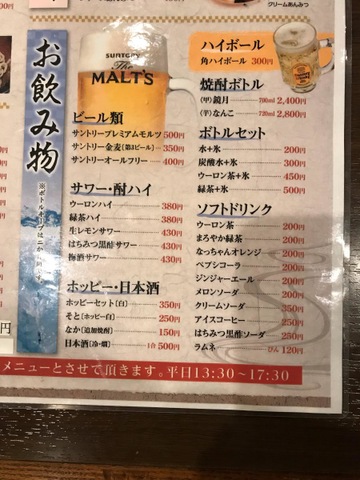 クリームあんみつ
お飲み物
SUNTORY
The
MALT'S
ビール類
サントリープレミアムモルツ 500円
サントリー金麦(第3ビール) 350円
サントリーオールフリー 400円
サワー・酎ハイ
ウーロンハイ 380円
緑茶ハイ 380円
生レモンサワー 430円
はちみつ黒酢サワー 430円
梅酒サワー 430円
ホッピー・日本酒
ホッピーセット(白) 350円
そと(ホッピー白) 250円
なか(追加焼酎) 150円
日本酒(冷・燗) 1合 500円
ハイボール
角ハイボール 300円
焼酎ボトル
(甲)鏡月 700ml 2,400円
(芋)なんこ 720ml 2,800円
ボトルセット
水+氷 200円
炭酸水+氷 300円
ウーロン茶+氷 450円
緑茶+氷 500円
ソフトドリンク
ウーロン茶 200円
まろやか緑茶 200円
なっちゃんオレンジ 200円
ペプシコーラ 200円
ジンジャーエール 200円
メロンソーダ 200円
クリームソーダ 350円
アイスコーヒー 250円
はちみつ黒酢ソーダ 250円
ラムネ びん 120円
メニューとさせて頂きます。平日13:30〜17:30